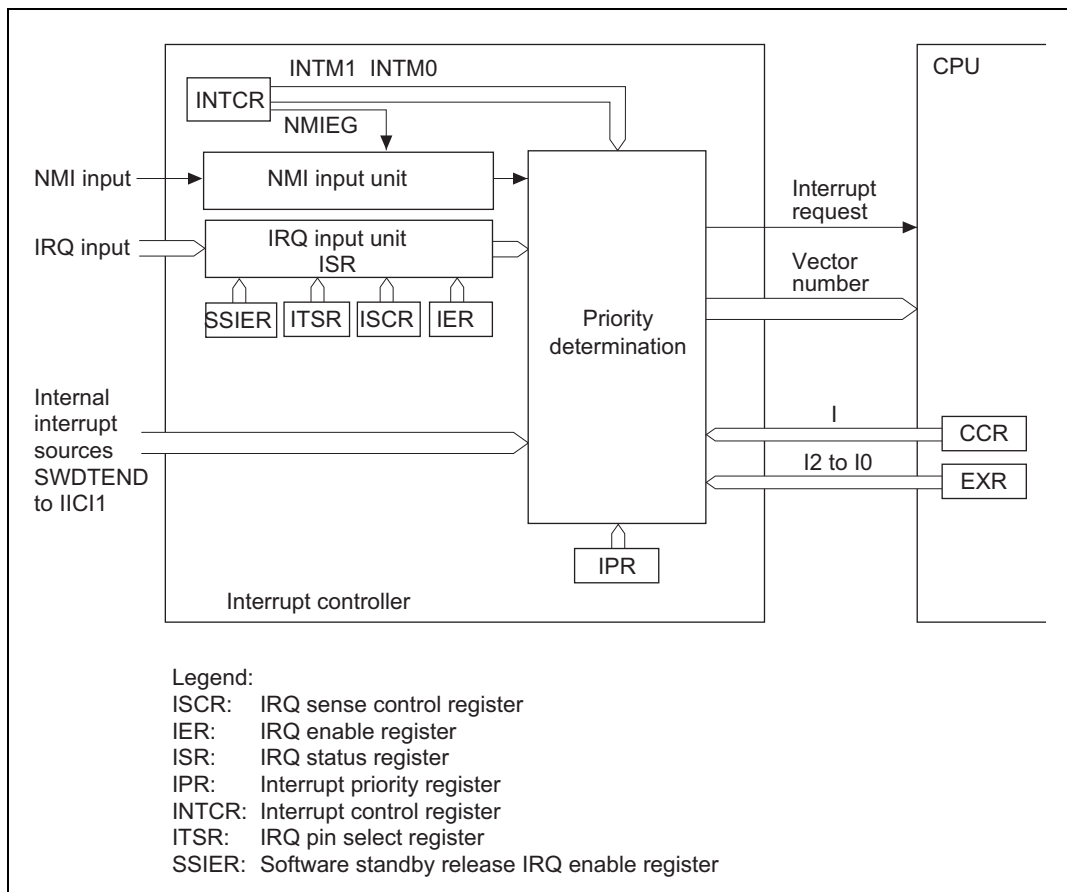 INTM1 INTM0
CPU
INTCR
NMIEG
NMI input
NMI input unit
Interrupt
request
IRQ input
IRQ input unit
ISR
Vector
number
SSIER
ITSR
ISCR
IER
Priority
determination
Internal
interrupt
sources
SWDTEND
to IICI1
I
CCR
I2 to I0
EXR
IPR
Interrupt controller
Legend:
ISCR: IRQ sense control register
IER: IRQ enable register
ISR: IRQ status register
IPR: Interrupt priority register
INTCR: Interrupt control register
ITSR: IRQ pin select register
SSIER: Software standby release IRQ enable register